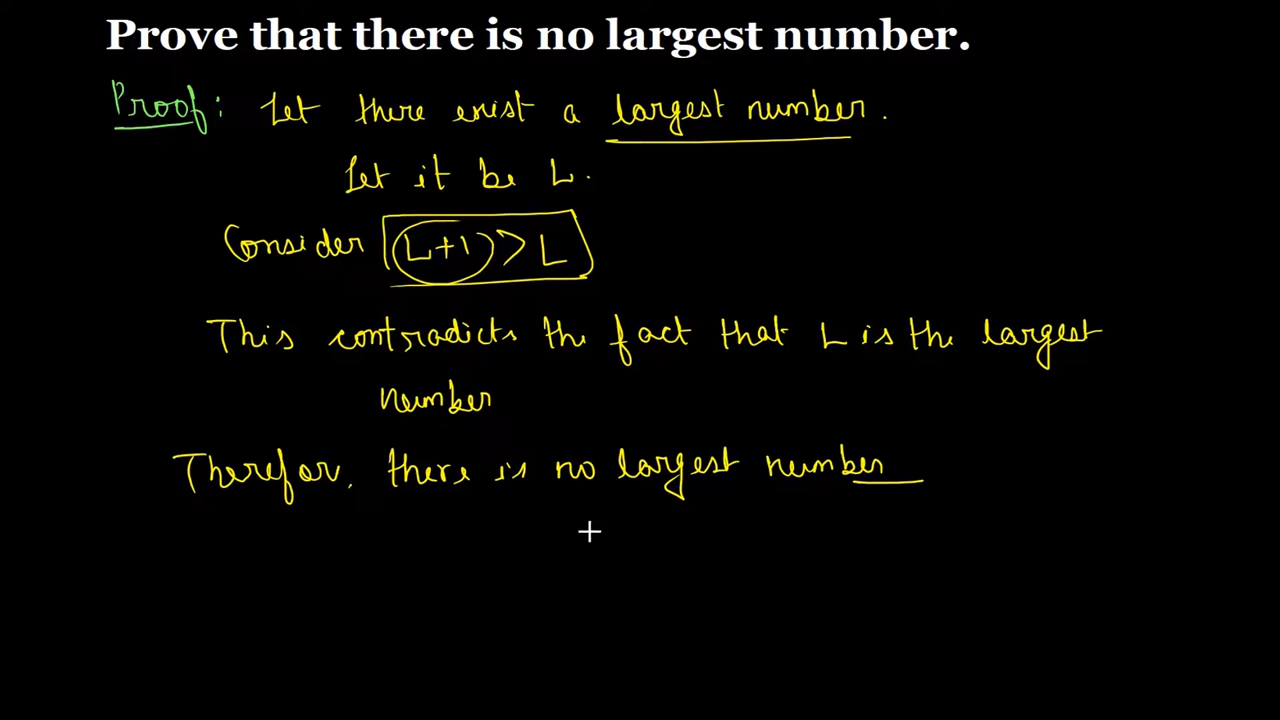 Prove that there is no largest number.
Proof: Let there exist a largest number.
Let it be L.
Consider L+1 > L
This contradicts the fact that L is the largest
number
Therefor, there is no largest number